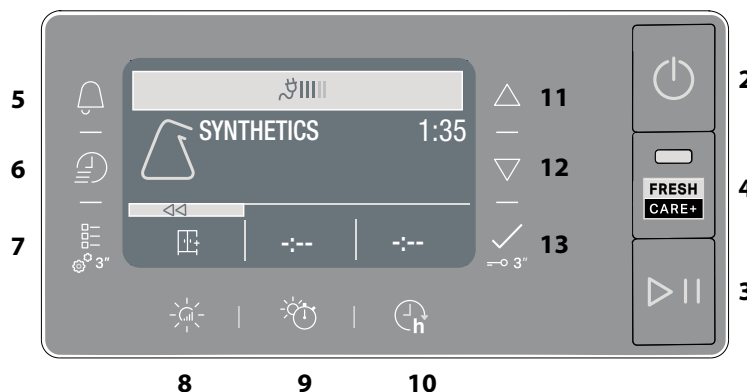 2
5
11
SYNTHETICS 1:35
6
12
FRESH
CARE+
4
7
3"
-:--
-:--
13
3"
3
h
8 9 10